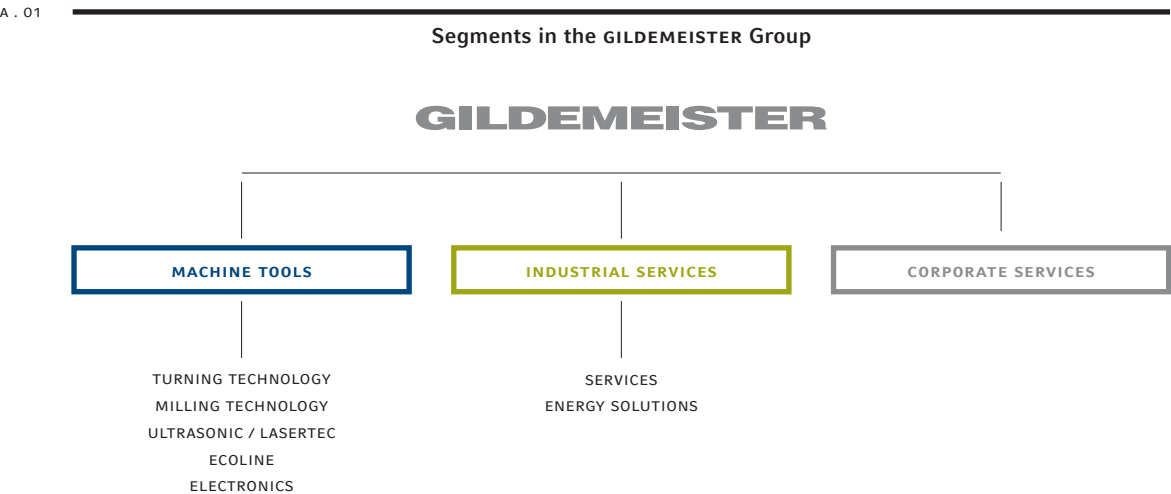 A . 01
Segments in the GILDEMEISTER Group
GILDEMEISTER
MACHINE TOOLS
INDUSTRIAL SERVICES
CORPORATE SERVICES
TURNING TECHNOLOGY
MILLING TECHNOLOGY
ULTRASONIC / LASERTEC
ECOLINE
ELECTRONICS
SERVICES
ENERGY SOLUTIONS